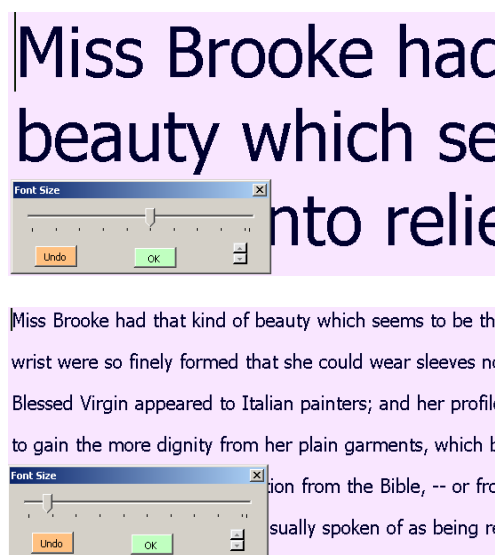 Miss Brooke had
beauty which se
Font Size
nto relie
Undo OK
Miss Brooke had that kind of beauty which seems to be th
wrist were so finely formed that she could wear sleeves no
Blessed Virgin appeared to Italian painters; and her profile
to gain the more dignity from her plain garments, which b
Font Size
tion from the Bible, -- or fro
sually spoken of as being re
Undo OK